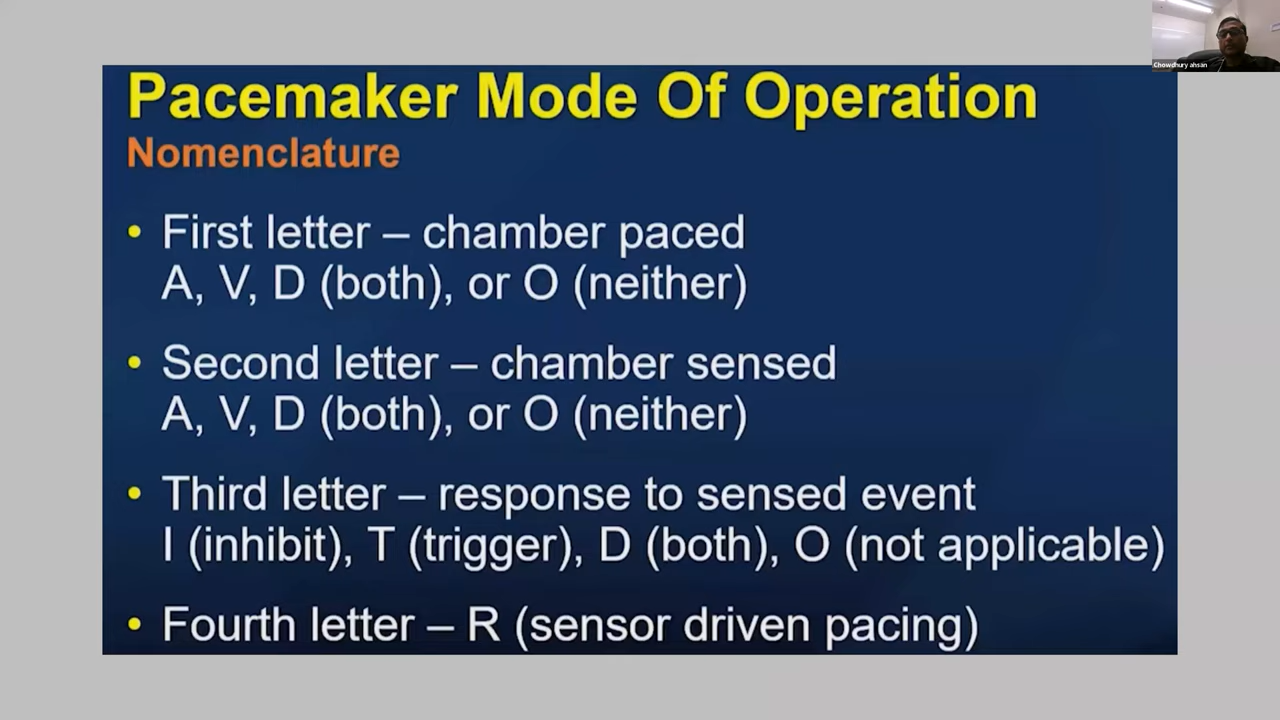 Chowdhury ahsan
Pacemaker Mode Of Operation
Nomenclature
• First letter – chamber paced
A, V, D (both), or O (neither)
• Second letter – chamber sensed
A, V, D (both), or O (neither)
• Third letter – response to sensed event
I (inhibit), T (trigger), D (both), O (not applicable)
• Fourth letter – R (sensor driven pacing)